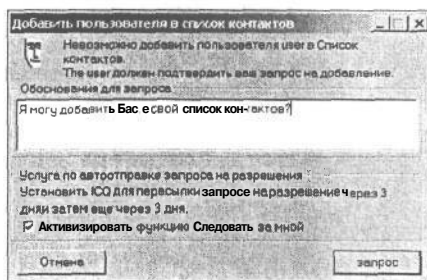 Добавить пользователя в список контактов
Невозможно добавить пользователя user в Список
контактов.
The user должен подтвердить ваш запрос на добавление.
Обоснования для запроса
Я могу добавить Вас е свой список кон-тактов?
Услуга по автоотправке запроса на разрешения
Установить ICQ для пересылки запросе на разрешение через 3
дня и затем еще через 3 дня.
Активизировать функцию Следовать за мной
Отмена
запрос